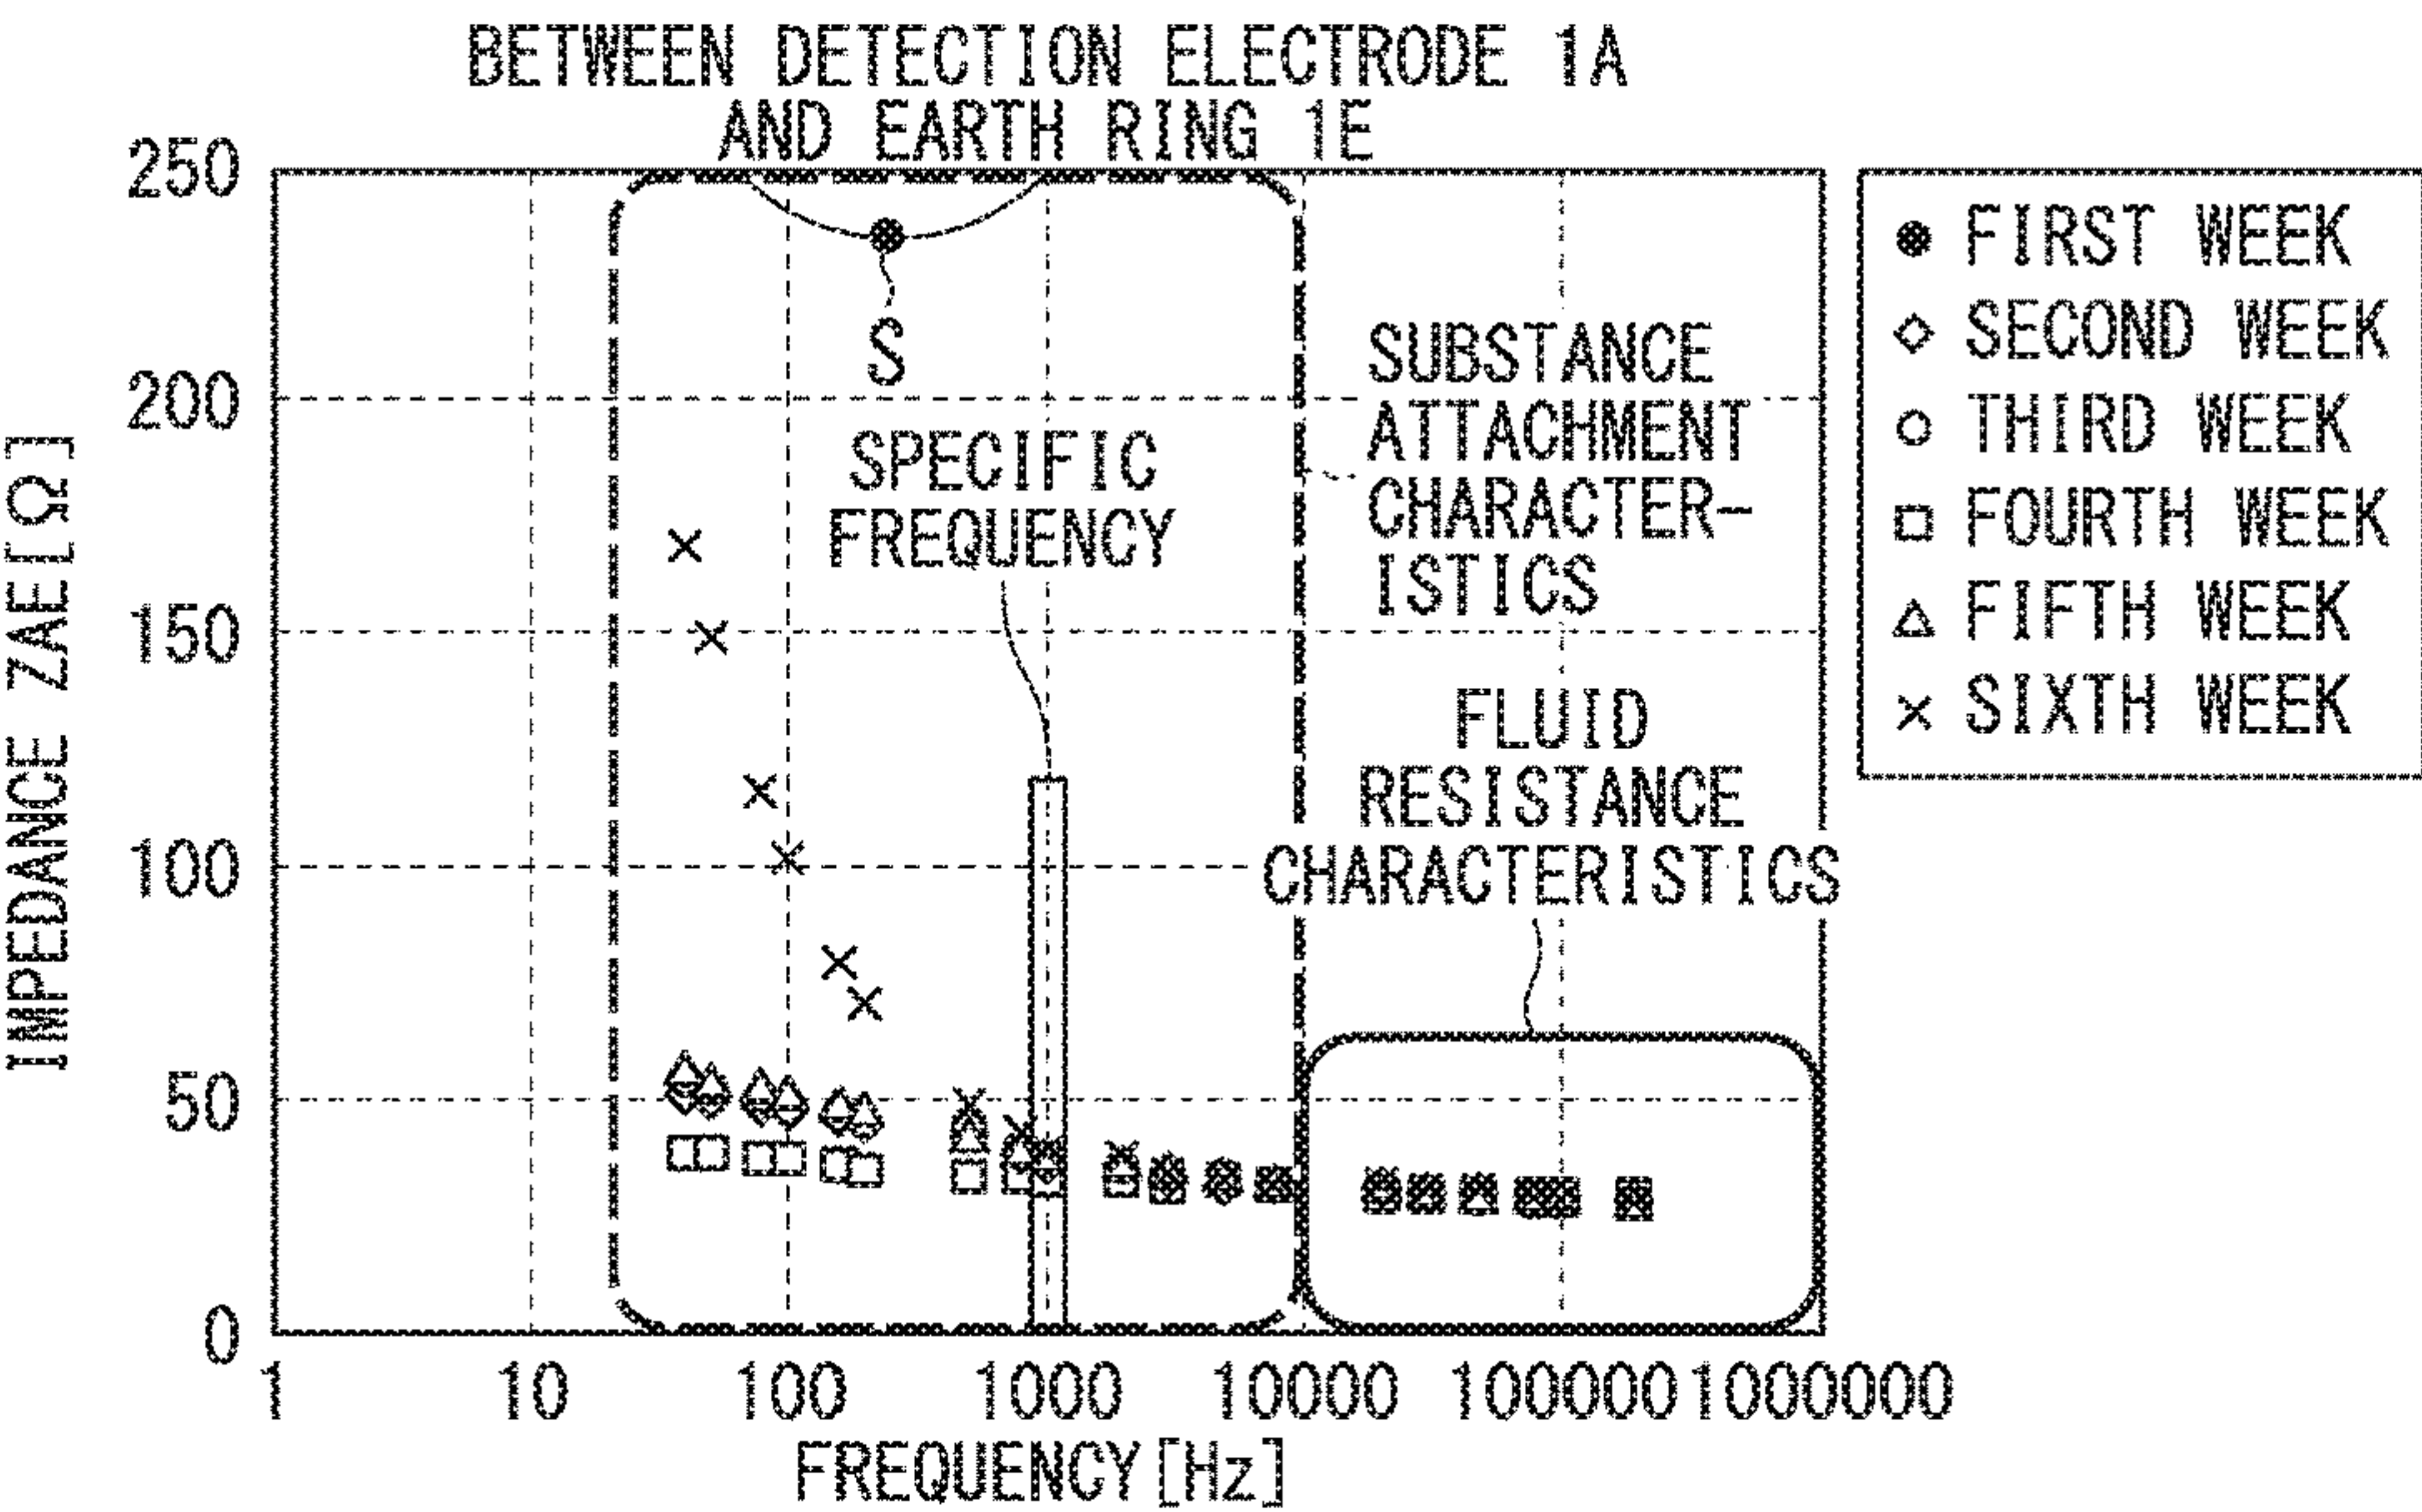 BETWEEN DETECTION ELECTRODE 1A
AND EARTH RING 1E
250
200
150
100
50
0
IMPEDANCE ZAE[Ω]
S
SPECIFIC
FREQUENCY
SUBSTANCE
ATTACHMENT
CHARACTER-
ISTICS
FLUID
RESISTANCE
CHARACTERISTICS
1
10
100
1000
10000
100000
1000000
FREQUENCY[Hz]
FIRST WEEK
SECOND WEEK
THIRD WEEK
FOURTH WEEK
FIFTH WEEK
SIXTH WEEK